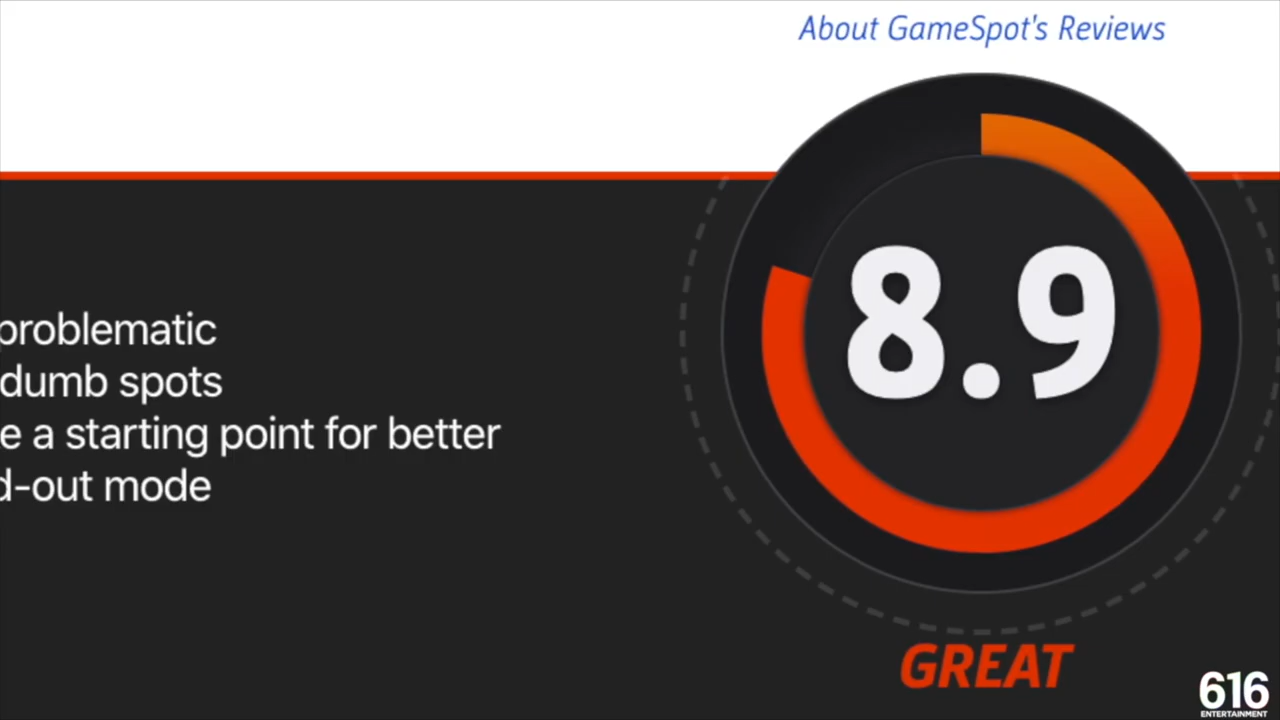 About GameSpot's Reviews
problematic
dumb spots
e a starting point for better
d-out mode
8.9
GREAT
616
ENTERTAINMENT